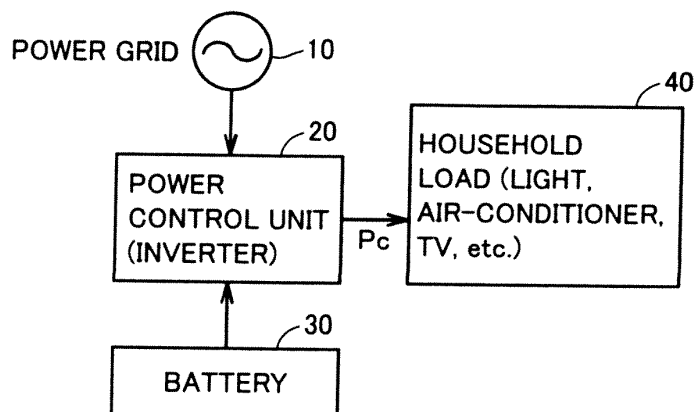 POWER GRID
10
20
POWER
CONTROL UNIT
(INVERTER)
Pc
40
HOUSEHOLD
LOAD (LIGHT,
AIR-CONDITIONER,
TV, etc.)
30
BATTERY